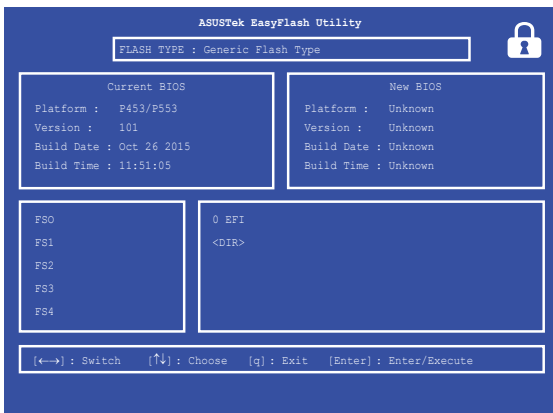 ASUSTek EasyFlash Utility
FLASH TYPE : Generic Flash Type
Current BIOS
Platform : P453/P553
Version : 101
Build Date : Oct 26 2015
Build Time : 11:51:05
New BIOS
Platform : Unknown
Version : Unknown
Build Date : Unknown
Build Time : Unknown
FSO
FS1
FS2
FS3
FS4
0 EFI
<DIR>
[←→] : Switch [↑↓] : Choose [q] : Exit [Enter] : Enter/Execute